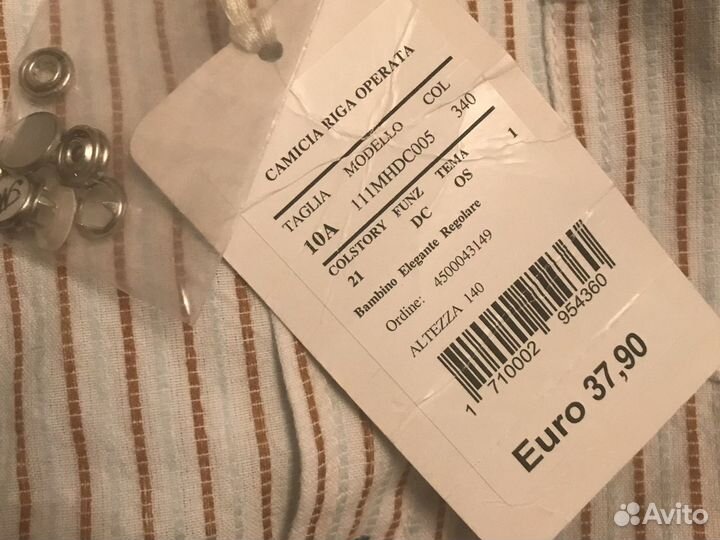 CAMICIA RIGA OPERATA
TAGLIA MODELLO COL
10A 111MHDC005 340
COLSTORY FUNZ TEMA 1
21 DC OS
Bambino Elegante Regolare
Ordine: 4500043149
ALTEZZA 140
1 710002 954360
Euro 37,90
Avito